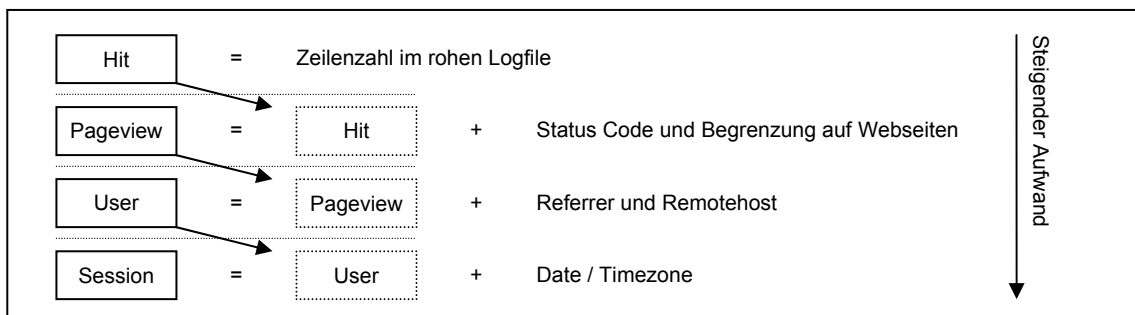 Hit = Zeilenzahl im rohen Logfile
Pageview = Hit + Status Code und Begrenzung auf Webseiten
User = Pageview + Referrer und Remotehost
Session = User + Date / Timezone
Steigender Aufwand